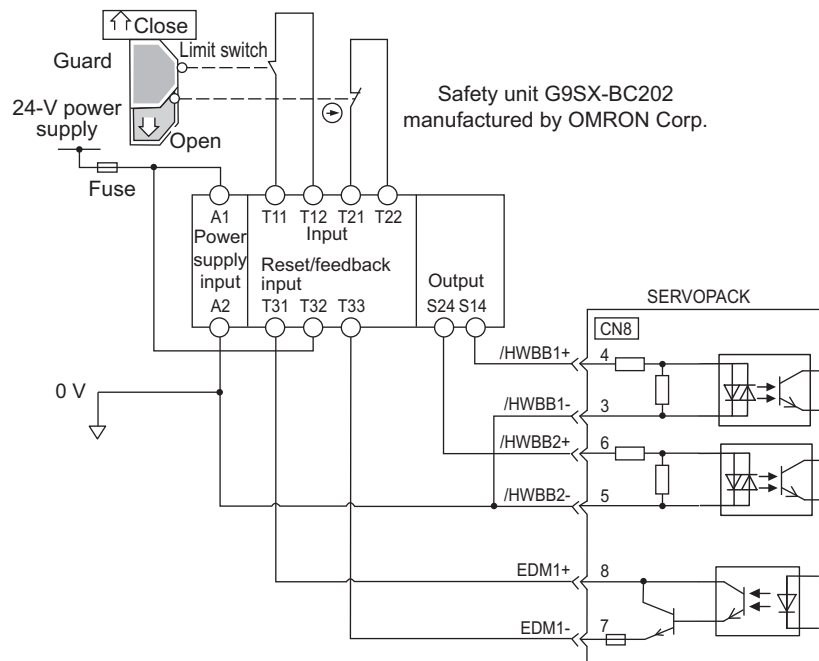 Close
Limit switch
Guard
24-V power
supply
Open
Fuse
Safety unit G9SX-BC202
manufactured by OMRON Corp.
A1
T11
T12
T21
T22
Power
supply
input
Input
Reset/feedback
input
Output
A2
T31
T32
T33
S24
S14
SERVOPACK
CN8
0 V
/HWBB1+
4
/HWBB1-
3
/HWBB2+
6
/HWBB2-
5
EDM1+
8
EDM1-
7